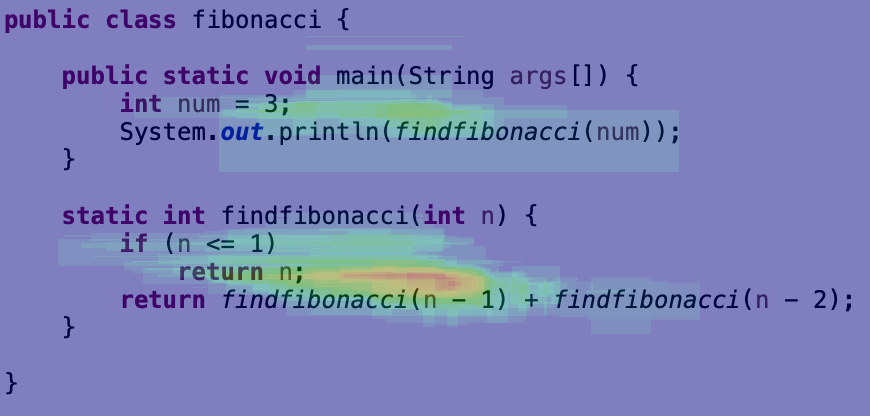 public class fibonacci {
public static void main(String args[]) {
int num = 3;
System.out.println(findfibonacci(num));
}
static int findfibonacci(int n) {
if (n <= 1)
return n;
return findfibonacci(n - 1) + findfibonacci(n - 2);
}
}